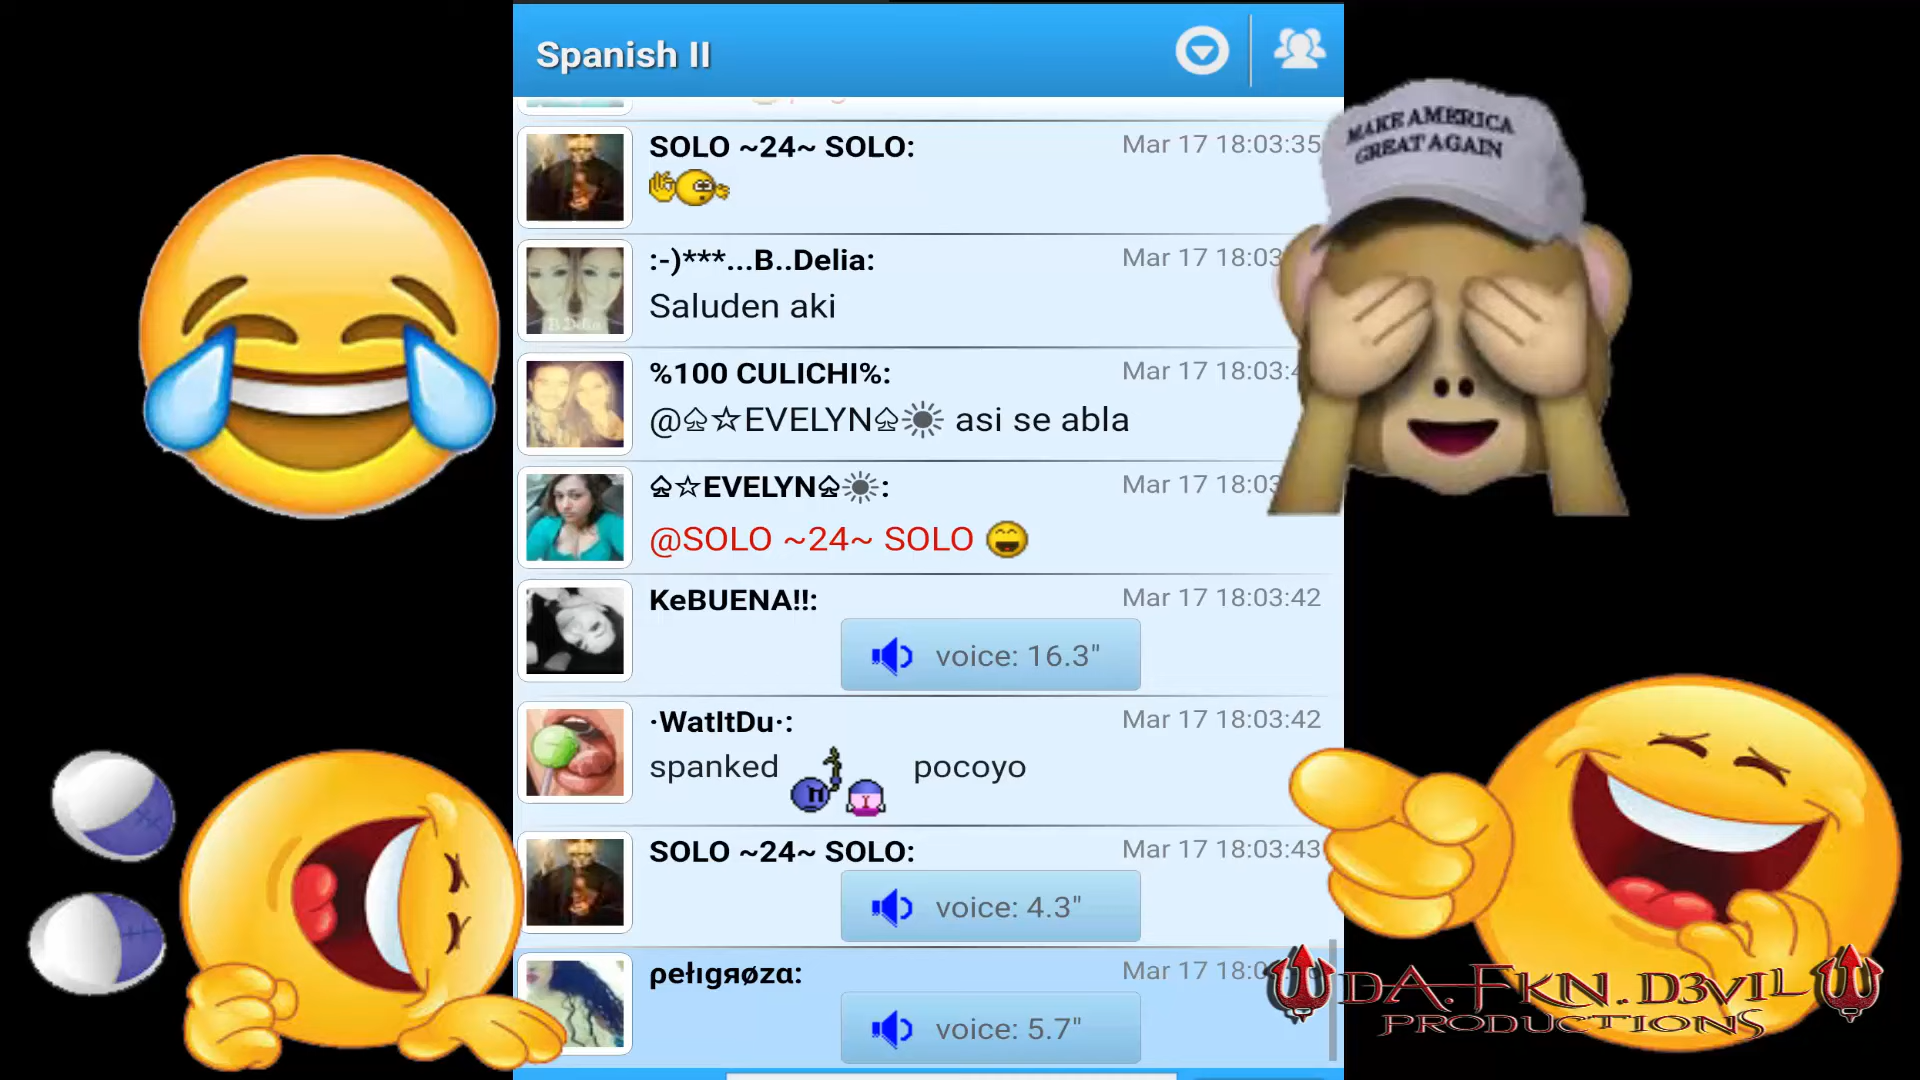 Spanish II
SOLO ~24~ SOLO:
Mar 17 18:03:35
:-)***...B..Delia:
Mar 17 18:03
Saluden aki
%100 CULICHI%:
Mar 17 18:03:4
@♤☆EVELYN♤☀ asi se abla
♤☆EVELYN♤☀:
Mar 17 18:03
@SOLO ~24~ SOLO
KeBUENA!!:
Mar 17 18:03:42
voice: 16.3"
·WatItDu·:
Mar 17 18:03:42
spanked pocoyo
SOLO ~24~ SOLO:
Mar 17 18:03:43
voice: 4.3"
ρełιgяøzα:
Mar 17 18:0
voice: 5.7"
MAKE AMERICA
GREAT AGAIN
DA.FKN.D3VIL
PRODUCTIONS